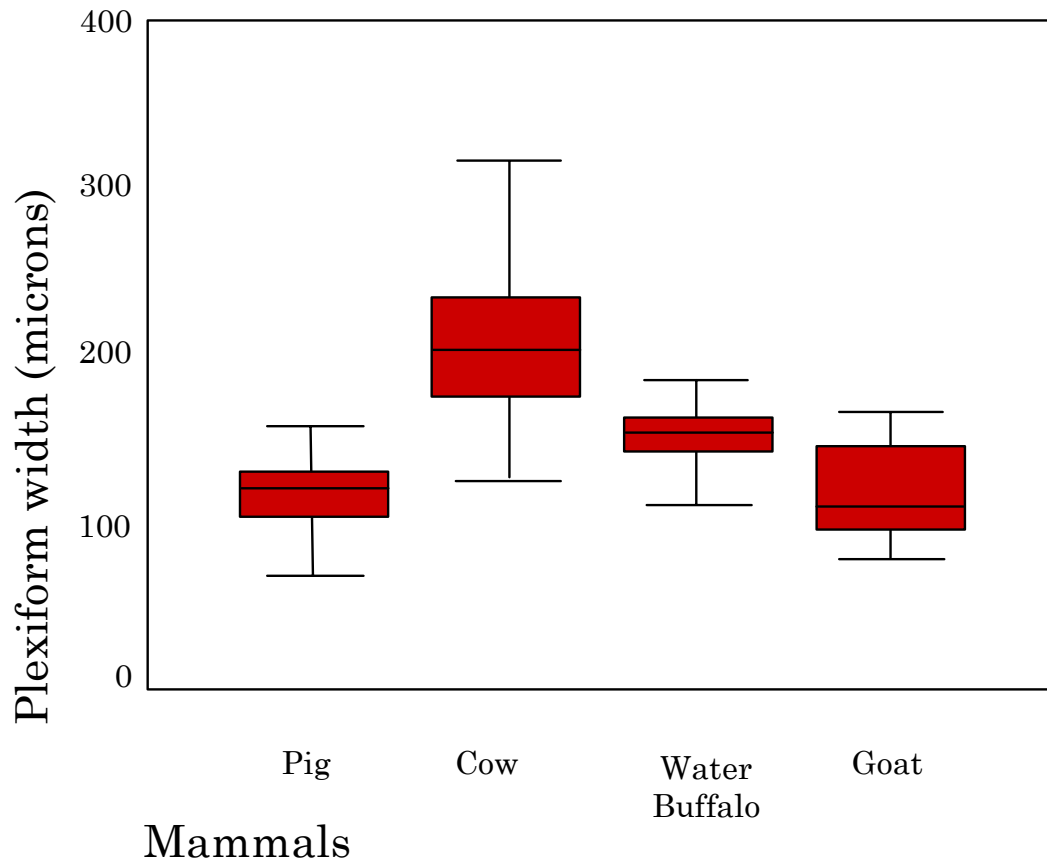 400
300
200
100
0
Plexiform width (microns)
Pig
Cow
Water
Buffalo
Goat
Mammals